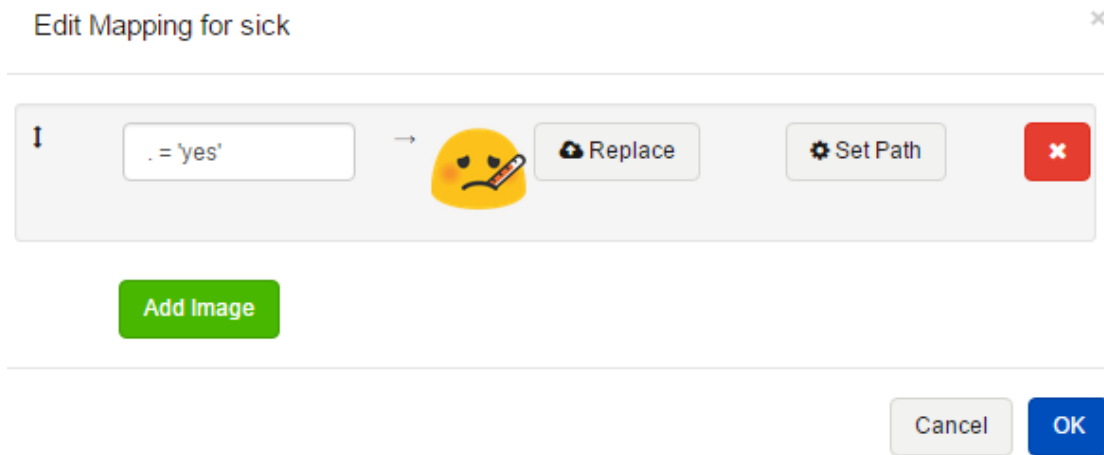 Edit Mapping for sick
. = 'yes'
Replace
Set Path
Add Image
Cancel
OK